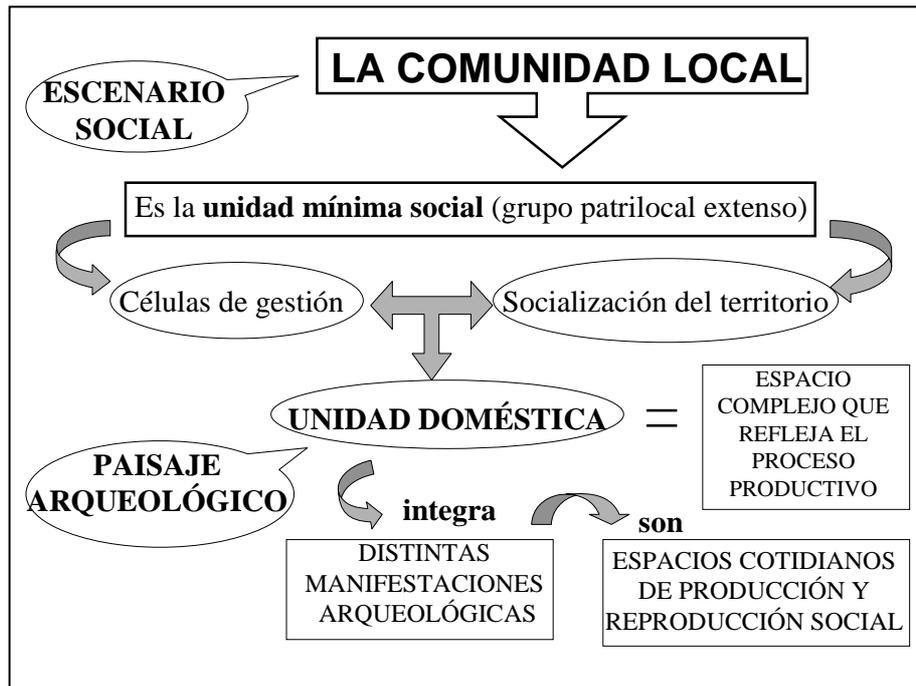 LA COMUNIDAD LOCAL
ESCENARIO
SOCIAL
Es la unidad mínima social (grupo patrilocal extenso)
Células de gestión
Socialización del territorio
UNIDAD DOMÉSTICA
=
ESPACIO
COMPLEJO QUE
REFLEJA EL
PROCESO
PRODUCTIVO
PAISAJE
ARQUEOLÓGICO
integra
son
DISTINTAS
MANIFESTACIONES
ARQUEOLÓGICAS
ESPACIOS COTIDIANOS
DE PRODUCCIÓN Y
REPRODUCCIÓN SOCIAL